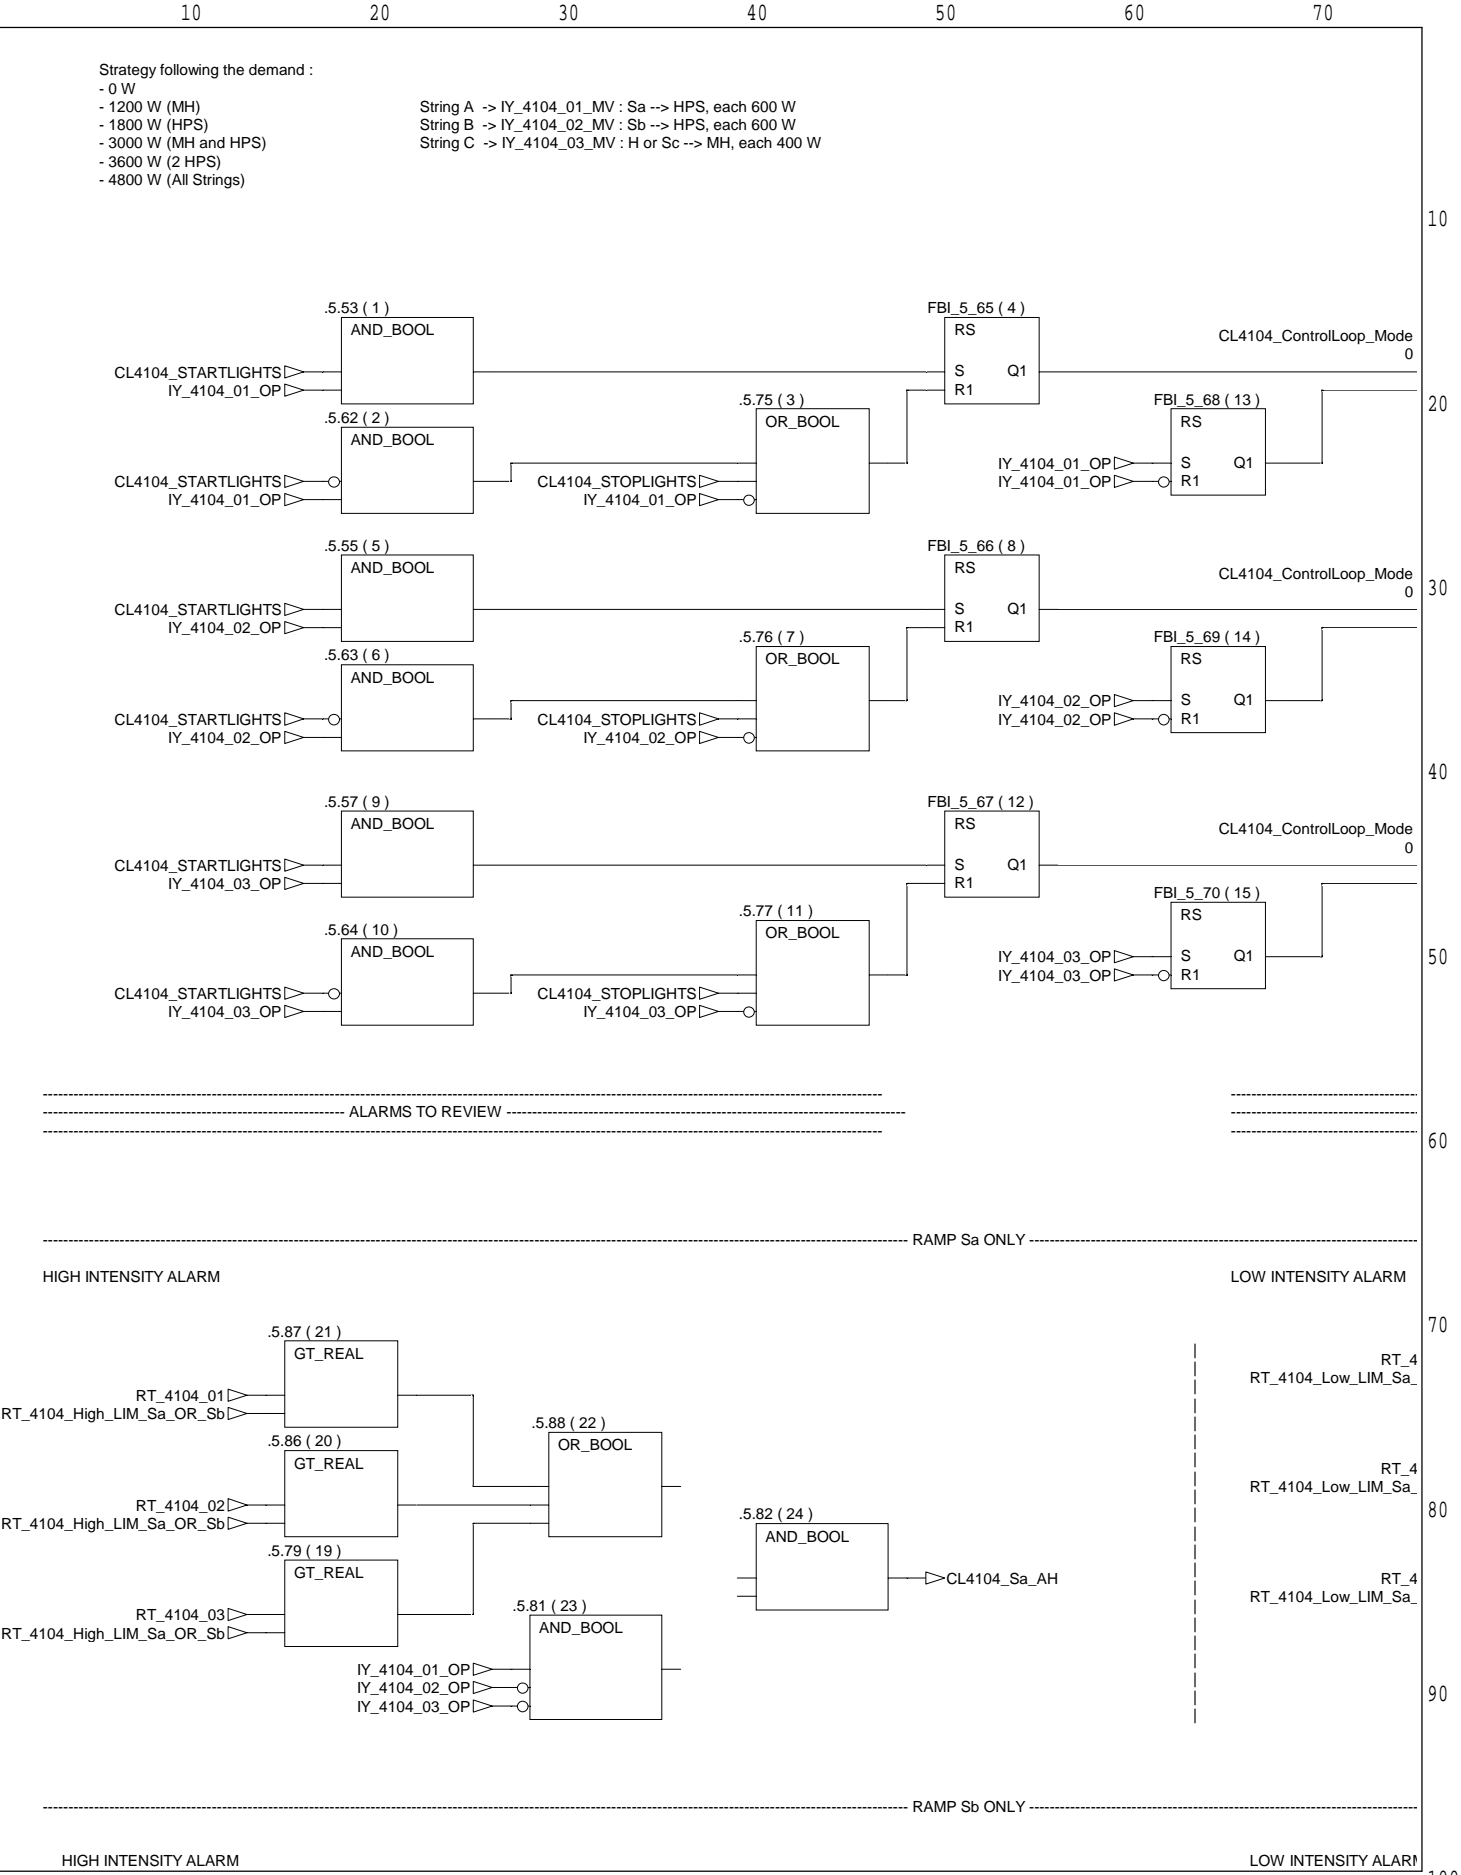 10 20 30 40 50 60 70
Strategy following the demand :
- 0 W
- 1200 W (MH) String A -> IY_4104_01_MV : Sa --> HPS, each 600 W
- 1800 W (HPS) String B -> IY_4104_02_MV : Sb --> HPS, each 600 W
- 3000 W (MH and HPS) String C -> IY_4104_03_MV : H or Sc --> MH, each 400 W
- 3600 W (2 HPS)
- 4800 W (All Strings)
10
.5.53 ( 1 ) FBI_5_65 ( 4 )
AND_BOOL RS
CL4104_ControlLoop_Mode
0
CL4104_STARTLIGHTS S Q1
IY_4104_01_OP R1
.5.75 ( 3 ) FBI_5_68 ( 13 )
20
.5.62 ( 2 ) OR_BOOL RS
AND_BOOL
IY_4104_01_OP S Q1
CL4104_STARTLIGHTS CL4104_STOPLIGHTS IY_4104_01_OP R1
IY_4104_01_OP IY_4104_01_OP
.5.55 ( 5 ) FBI_5_66 ( 8 )
AND_BOOL RS
CL4104_ControlLoop_Mode
0 30
CL4104_STARTLIGHTS S Q1
IY_4104_02_OP R1
.5.76 ( 7 ) FBI_5_69 ( 14 )
.5.63 ( 6 ) OR_BOOL RS
AND_BOOL
IY_4104_02_OP S Q1
CL4104_STARTLIGHTS CL4104_STOPLIGHTS IY_4104_02_OP R1
IY_4104_02_OP IY_4104_02_OP
40
.5.57 ( 9 ) FBI_5_67 ( 12 )
AND_BOOL RS
CL4104_ControlLoop_Mode
0
CL4104_STARTLIGHTS S Q1
IY_4104_03_OP R1
FBI_5_70 ( 15 )
.5.77 ( 11 ) RS
.5.64 ( 10 ) OR_BOOL
AND_BOOL
IY_4104_03_OP S Q1 50
IY_4104_03_OP R1
CL4104_STARTLIGHTS CL4104_STOPLIGHTS
IY_4104_03_OP IY_4104_03_OP
ALARMS TO REVIEW
60
RAMP Sa ONLY
HIGH INTENSITY ALARM LOW INTENSITY ALARM
70
.5.87 ( 21 )
GT_REAL RT_4
RT_4104_Low_LIM_Sa_
RT_4104_01
RT_4104_High_LIM_Sa_OR_Sb
.5.88 ( 22 )
.5.86 ( 20 ) OR_BOOL
GT_REAL RT_4
RT_4104_Low_LIM_Sa_
RT_4104_02
80
RT_4104_High_LIM_Sa_OR_Sb .5.82 ( 24 )
AND_BOOL
.5.79 ( 19 )
GT_REAL CL4104_Sa_AH RT_4
RT_4104_Low_LIM_Sa_
.5.81 ( 23 )
RT_4104_03 AND_BOOL
RT_4104_High_LIM_Sa_OR_Sb
IY_4104_01_OP
IY_4104_02_OP
IY_4104_03_OP
90
RAMP Sb ONLY
HIGH INTENSITY ALARM LOW INTENSITY ALARM